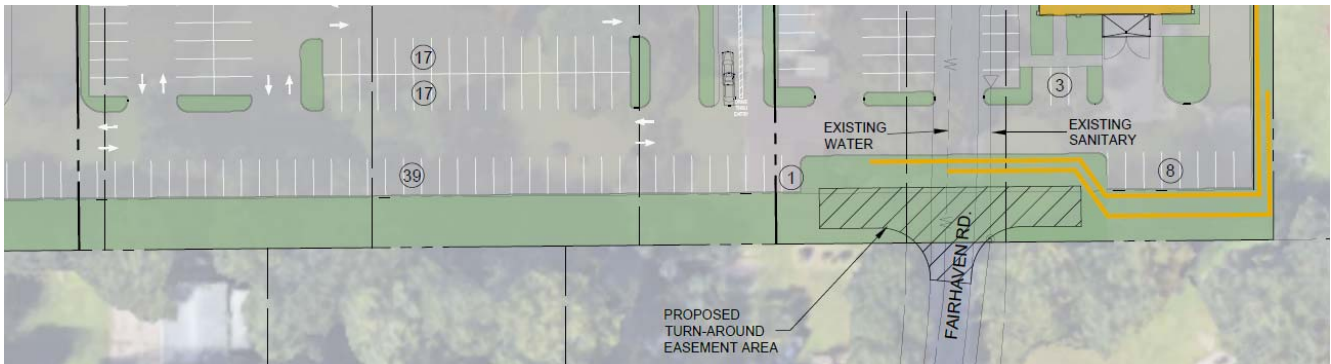 17
17
3
EXISTING
WATER
EXISTING
SANITARY
W
39
1
8
W
FAIRHAVEN RD.
PROPOSED
TURN-AROUND
EASEMENT AREA